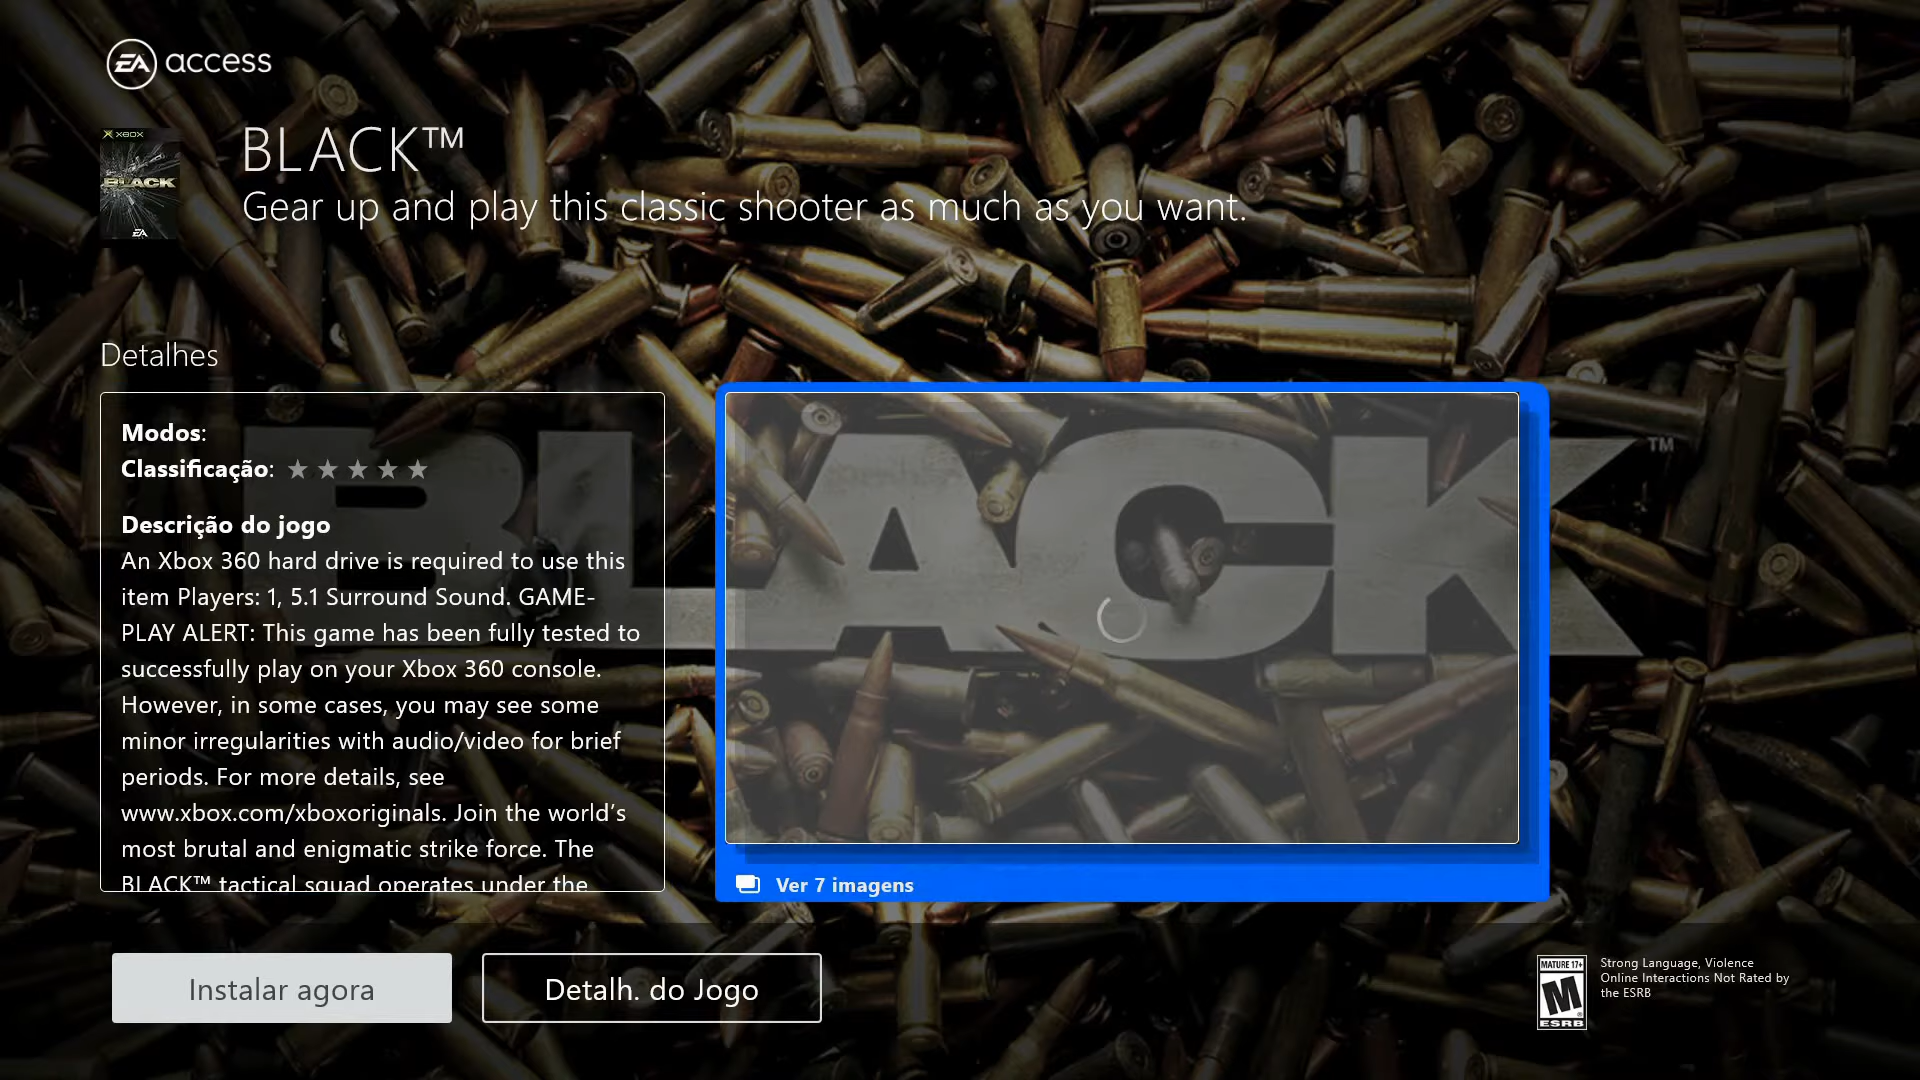 EA access
XBOX
BLACK
EA
BLACK™
Gear up and play this classic shooter as much as you want.
Detalhes
Modos:
Classificação: ★ ★ ★ ★ ★
Descrição do jogo
An Xbox 360 hard drive is required to use this
item Players: 1, 5.1 Surround Sound. GAME-
PLAY ALERT: This game has been fully tested to
successfully play on your Xbox 360 console.
However, in some cases, you may see some
minor irregularities with audio/video for brief
periods. For more details, see
www.xbox.com/xboxoriginals. Join the world’s
most brutal and enigmatic strike force. The
BLACK™ tactical squad operates under the
BLACK™
Ver 7 imagens
Instalar agora
Detalh. do Jogo
MATURE 17+
M
ESRB
Strong Language, Violence
Online Interactions Not Rated by
the ESRB